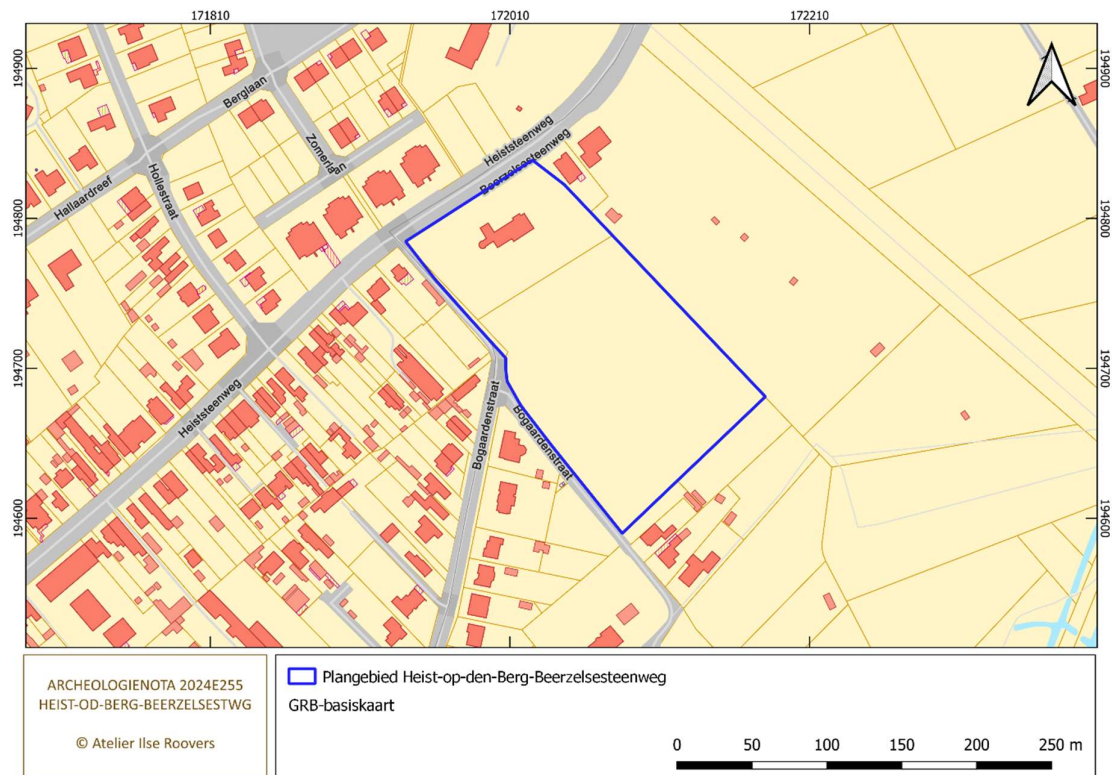 171810
172010
172210
194900
194900
Berglaan
Heiststeenweg
Beerzelsesteenweg
Zomerlaan
Hollestraat
Hallaardreef
194800
194800
194700
194700
Heiststeenweg
Bogaardenstraat
Bogaardenstraat
194600
194600
ARCHEOLOGIENOTA 2024E255
HEIST-OD-BERG-BEERZELSESTWG
© Atelier Ilse Roovers
Plangebied Heist-op-den-Berg-Beerzelsesteenweg
GRB-basiskaart
0 50 100 150 200 250 m